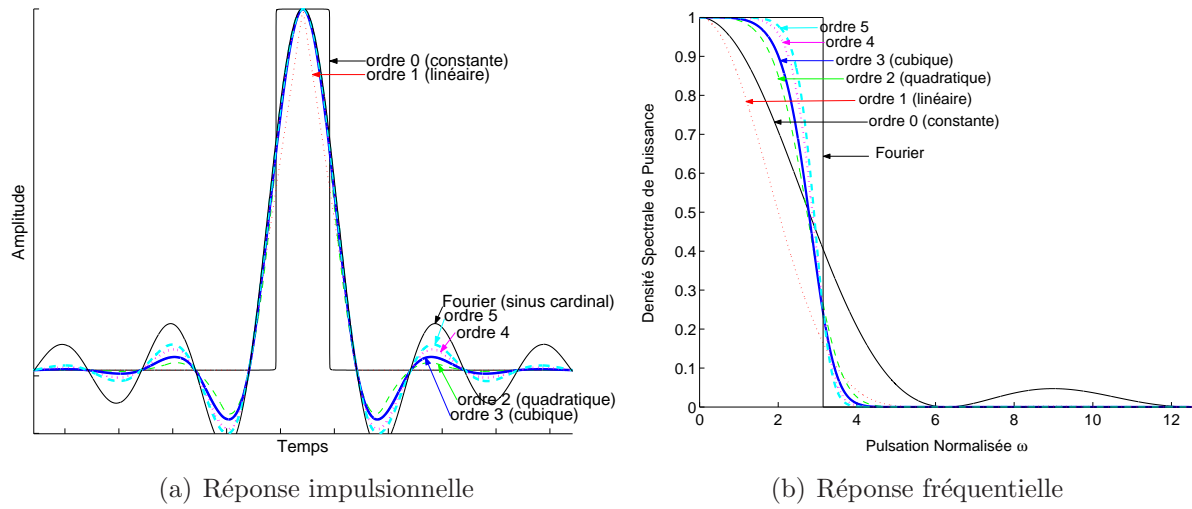 ordre 0 (constante)
ordre 1 (linéaire)
Fourier (sinus cardinal)
ordre 5
ordre 4
ordre 2 (quadratique)
ordre 3 (cubique)
Amplitude
Temps
(a) Réponse impulsionnelle
1
0.9
0.8
0.7
0.6
0.5
0.4
0.3
0.2
0.1
0
ordre 5
ordre 4
ordre 3 (cubique)
ordre 2 (quadratique)
ordre 1 (linéaire)
ordre 0 (constante)
Fourier
Densité Spectrale de Puissance
0 2 4 6 8 10 12
Pulsation Normalisée ω
(b) Réponse fréquentielle